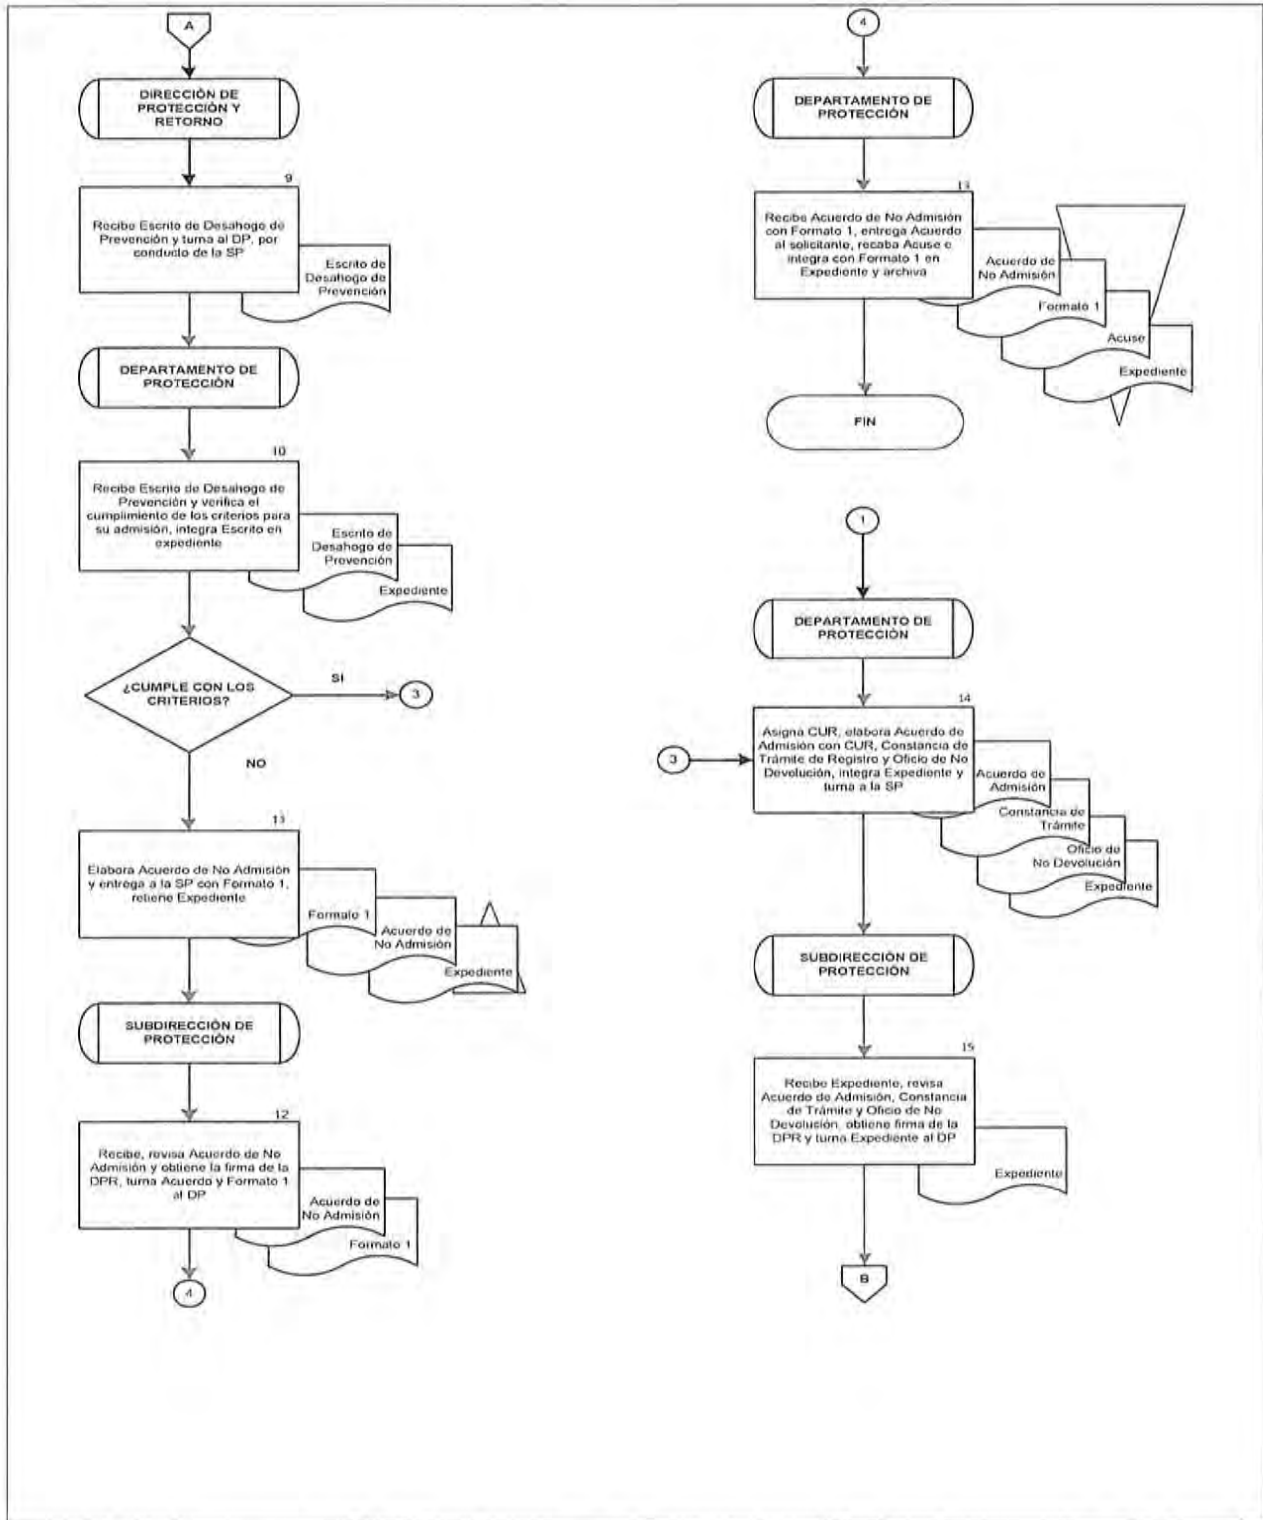 A
DIRECCIÓN DE
PROTECCIÓN Y
RETORNO
9
Recibe Escrito de Desahogo de
Prevención y turna al DP, por
conducto de la SP
Escrito de
Desahogo de
Prevención
DEPARTAMENTO DE
PROTECCIÓN
10
Recibe Escrito de Desahogo de
Prevención y verifica el
cumplimiento de los criterios para
su admisión, integra Escrito en
expediente
Escrito de
Desahogo de
Prevención
Expediente
¿CUMPLE CON LOS
CRITERIOS?
SI
3
NO
11
Elabora Acuerdo de No Admisión
y entrega a la SP con Formato 1,
retiene Expediente
Formato 1
Acuerdo de
No Admisión
Expediente
SUBDIRECCIÓN DE
PROTECCIÓN
12
Recibe, revisa Acuerdo de No
Admisión y obtiene la firma de la
DPR, turna Acuerdo y Formato 1
al DP
Acuerdo de
No Admisión
Formato 1
4
4
DEPARTAMENTO DE
PROTECCIÓN
13
Recibe Acuerdo de No Admisión
con Formato 1, entrega Acuerdo
al solicitante, recaba Acuse e
integra con Formato 1 en
Expediente y archiva
Acuerdo de
No Admisión
Formato 1
Acuse
Expediente
FIN
1
DEPARTAMENTO DE
PROTECCIÓN
14
3
Asigna CUR, elabora Acuerdo de
Admisión con CUR, Constancia de
Trámite de Registro y Oficio de No
Devolución, integra Expediente y
turna a la SP
Acuerdo de
Admisión
Constancia de
Trámite
Oficio de
No Devolución
Expediente
SUBDIRECCIÓN DE
PROTECCIÓN
15
Recibe Expediente, revisa
Acuerdo de Admisión, Constancia
de Trámite y Oficio de No
Devolución, obtiene firma de la
DPR y turna Expediente al DP
Expediente
B